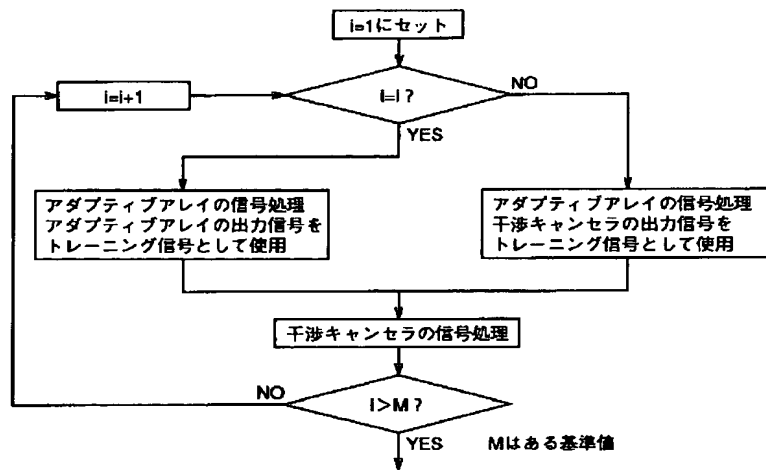 i=1にセット
i=i+1
i=i ?
NO
YES
アダプティブアレイの信号処理
アダプティブアレイの出力信号を
トレーニング信号として使用
アダプティブアレイの信号処理
干渉キャンセラの出力信号を
トレーニング信号として使用
干渉キャンセラの信号処理
NO
i>M ?
YES
Mはある基準値